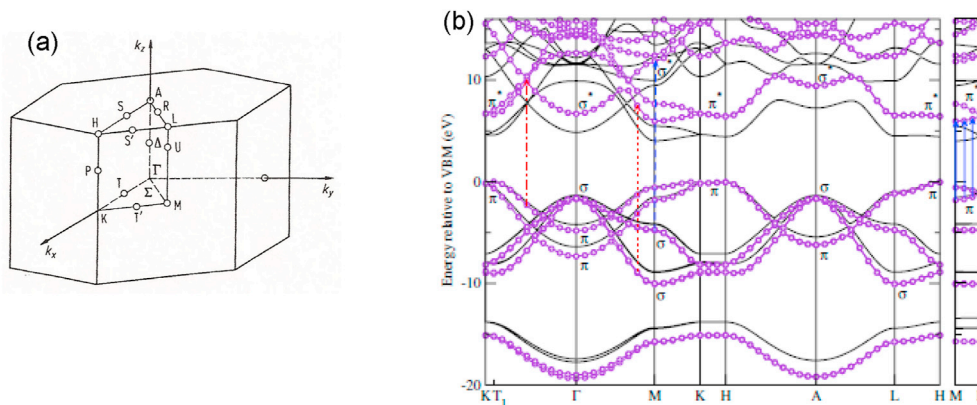 (a)
k_z
A
S
R
H
L
S'
Δ
U
P
Γ
T
Σ
k_y
K
T'
M
k_x
(b)
Energy relative to VBM (eV)
10
0
-10
-20
π*
σ*
σ*
π*
σ*
π*
π*
π
σ
π
π
σ
σ
π
σ
π
π
σ
π
π
K T₁ Γ M K H A L H M